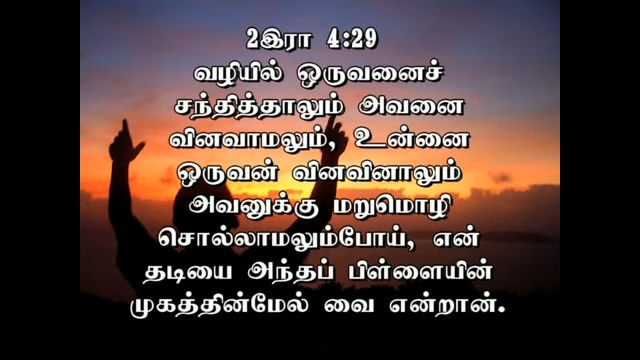 2இரா 4:29
வழியில் ஒருவனைச்
சந்தித்தாலும் அவனை
வினவாமலும், உன்னை
ஒருவன் வினவினாலும்
அவனுக்கு மறுமொழி
சொல்லாமலும்போய், என்
தடியை அந்தப் பிள்ளையின்
முகத்தின்மேல் வை என்றான்.